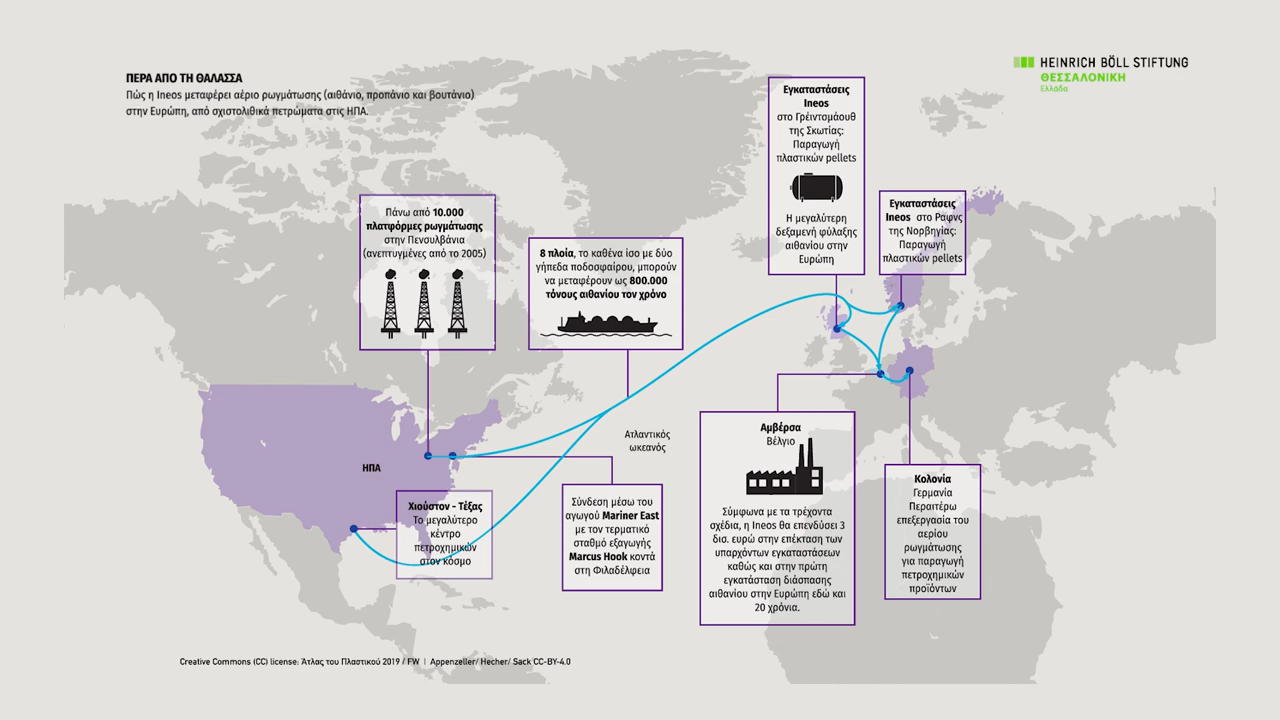 ΠΕΡΑ ΑΠΟ ΤΗ ΘΑΛΑΣΣΑ
Πώς η Ineos μεταφέρει αέριο ρωγμάτωσης (αιθάνιο, προπάνιο και βουτάνιο)
στην Ευρώπη, από σχιστολιθικά πετρώματα στις ΗΠΑ.
HEINRICH BÖLL STIFTUNG
ΘΕΣΣΑΛΟΝΙΚΗ
Ελλάδα
Πάνω από 10.000
πλατφόρμες ρωγμάτωσης
στην Πενσυλβάνια
(ανεπτυγμένες από το 2005)
8 πλοία, το καθένα ίσο με δύο
γήπεδα ποδοσφαίρου, μπορούν
να μεταφέρουν ως 800.000
τόνους αιθανίου τον χρόνο
Εγκαταστάσεις
Ineos
στο Γρέιντσμάουθ
της Σκωτίας:
Παραγωγή
πλαστικών pellets
Η μεγαλύτερη
δεξαμενή φύλαξης
αιθανίου στην
Ευρώπη
Εγκαταστάσεις
Ineos στο Ραφνς
της Νορβηγίας:
Παραγωγή
πλαστικών pellets
ΗΠΑ
Ατλαντικός
ωκεανός
Χιούστον - Τέξας
Το μεγαλύτερο
κέντρο
πετροχημικών
στον κόσμο
Σύνδεση μέσω του
αγωγού Mariner East
με τον τερματικό
σταθμό εξαγωγής
Marcus Hook κοντά
στη Φιλαδέλφεια
Αμβέρσα
Βέλγιο
Σύμφωνα με τα τρέχοντα
σχέδια, η Ineos θα επενδύσει 3
δισ. ευρώ στην επέκταση των
υπαρχόντων εγκαταστάσεων
καθώς και στην πρώτη
εγκατάσταση διάσπασης
αιθανίου στην Ευρώπη εδώ και
20 χρόνια.
Κολονία
Γερμανία
Περαιτέρω
επεξεργασία του
αερίου
ρωγμάτωσης
για παραγωγή
πετροχημικών
προϊόντων
Creative Commons (CC) license: Άτλας του Πλαστικού 2019 / FW | Appenzeller/ Hecher/ Sack CC-BY-4.0